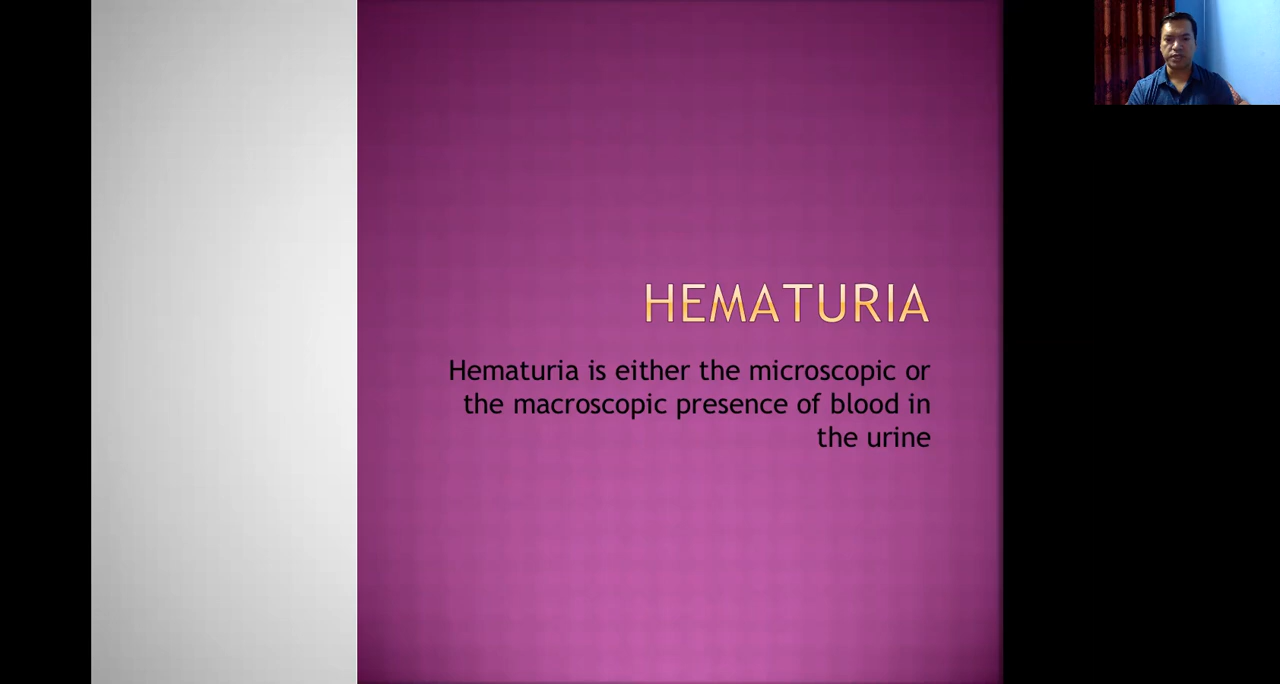 HEMATURIA
Hematuria is either the microscopic or
the macroscopic presence of blood in
the urine